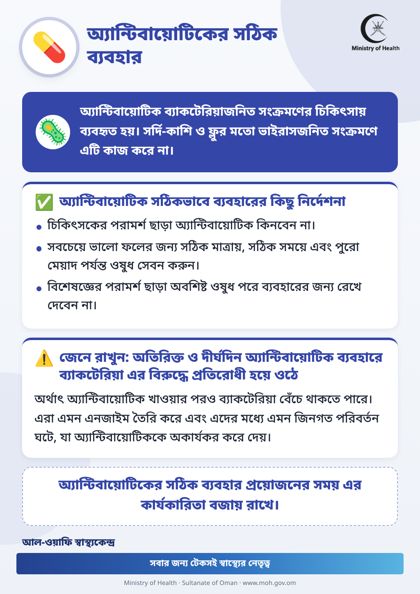 অ্যান্টিবায়োটিকের সঠিক
ব্যবহার
Ministry of Health
অ্যান্টিবায়োটিক ব্যাকটেরিয়াজনিত সংক্রমণের চিকিৎসায়
ব্যবহৃত হয়। সর্দি-কাশি ও ফ্লুর মতো ভাইরাসজনিত সংক্রমণে
এটি কাজ করে না।
অ্যান্টিবায়োটিক সঠিকভাবে ব্যবহারের কিছু নির্দেশনা
• চিকিৎসকের পরামর্শ ছাড়া অ্যান্টিবায়োটিক কিনবেন না।
• সবচেয়ে ভালো ফলের জন্য সঠিক মাত্রায়, সঠিক সময়ে এবং পুরো
মেয়াদ পর্যন্ত ওষুধ সেবন করুন।
• বিশেষজ্ঞের পরামর্শ ছাড়া অবশিষ্ট ওষুধ পরে ব্যবহারের জন্য রেখে
দেবেন না।
জেনে রাখুন: অতিরিক্ত ও দীর্ঘদিন অ্যান্টিবায়োটিক ব্যবহারে
ব্যাকটেরিয়া এর বিরুদ্ধে প্রতিরোধী হয়ে ওঠে
অর্থাৎ অ্যান্টিবায়োটিক খাওয়ার পরও ব্যাকটেরিয়া বেঁচে থাকতে পারে।
এরা এমন এনজাইম তৈরি করে এবং এদের মধ্যে এমন জিনগত পরিবর্তন
ঘটে, যা অ্যান্টিবায়োটিককে অকার্যকর করে দেয়।
অ্যান্টিবায়োটিকের সঠিক ব্যবহার প্রয়োজনের সময় এর
কার্যকারিতা বজায় রাখে।
আল-ওয়াফি স্বাস্থ্যকেন্দ্র
সবার জন্য টেকসই স্বাস্থ্যের নেতৃত্ব
Ministry of Health · Sultanate of Oman · www.moh.gov.om